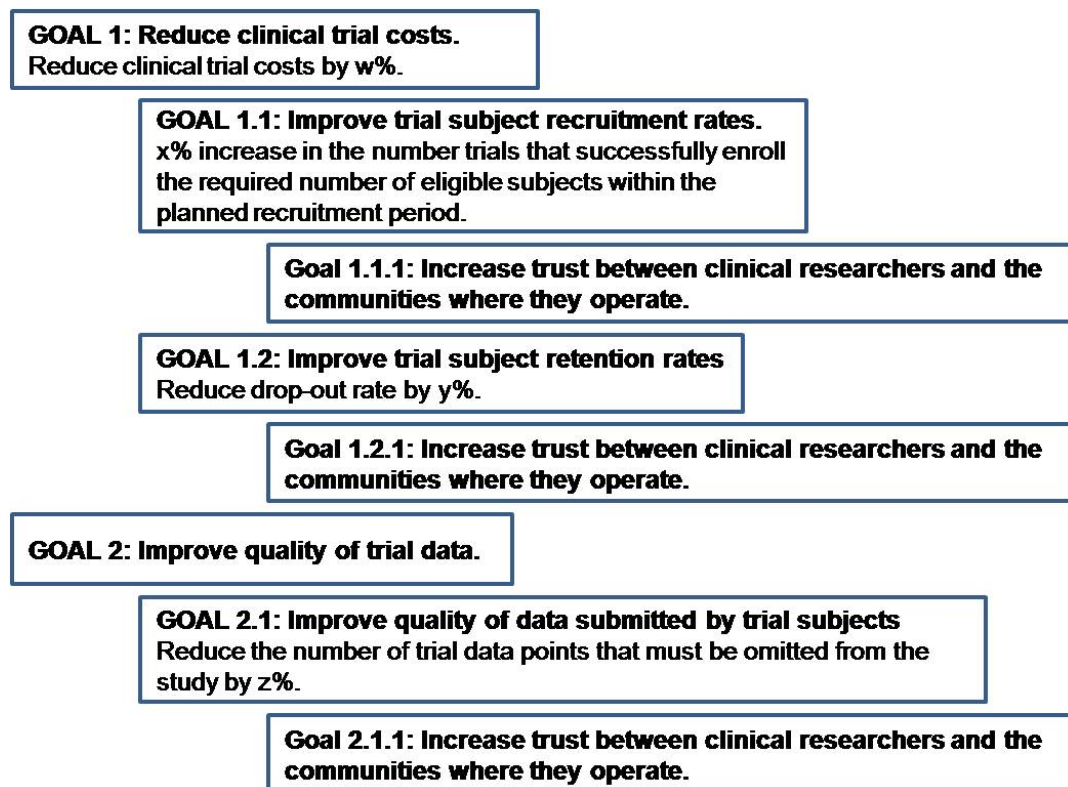 GOAL 1: Reduce clinical trial costs.
Reduce clinical trial costs by w%.
GOAL 1.1: Improve trial subject recruitment rates.
x% increase in the number trials that successfully enroll
the required number of eligible subjects within the
planned recruitment period.
Goal 1.1.1: Increase trust between clinical researchers and the
communities where they operate.
GOAL 1.2: Improve trial subject retention rates
Reduce drop-out rate by y%.
Goal 1.2.1: Increase trust between clinical researchers and the
communities where they operate.
GOAL 2: Improve quality of trial data.
GOAL 2.1: Improve quality of data submitted by trial subjects
Reduce the number of trial data points that must be omitted from the
study by z%.
Goal 2.1.1: Increase trust between clinical researchers and the
communities where they operate.